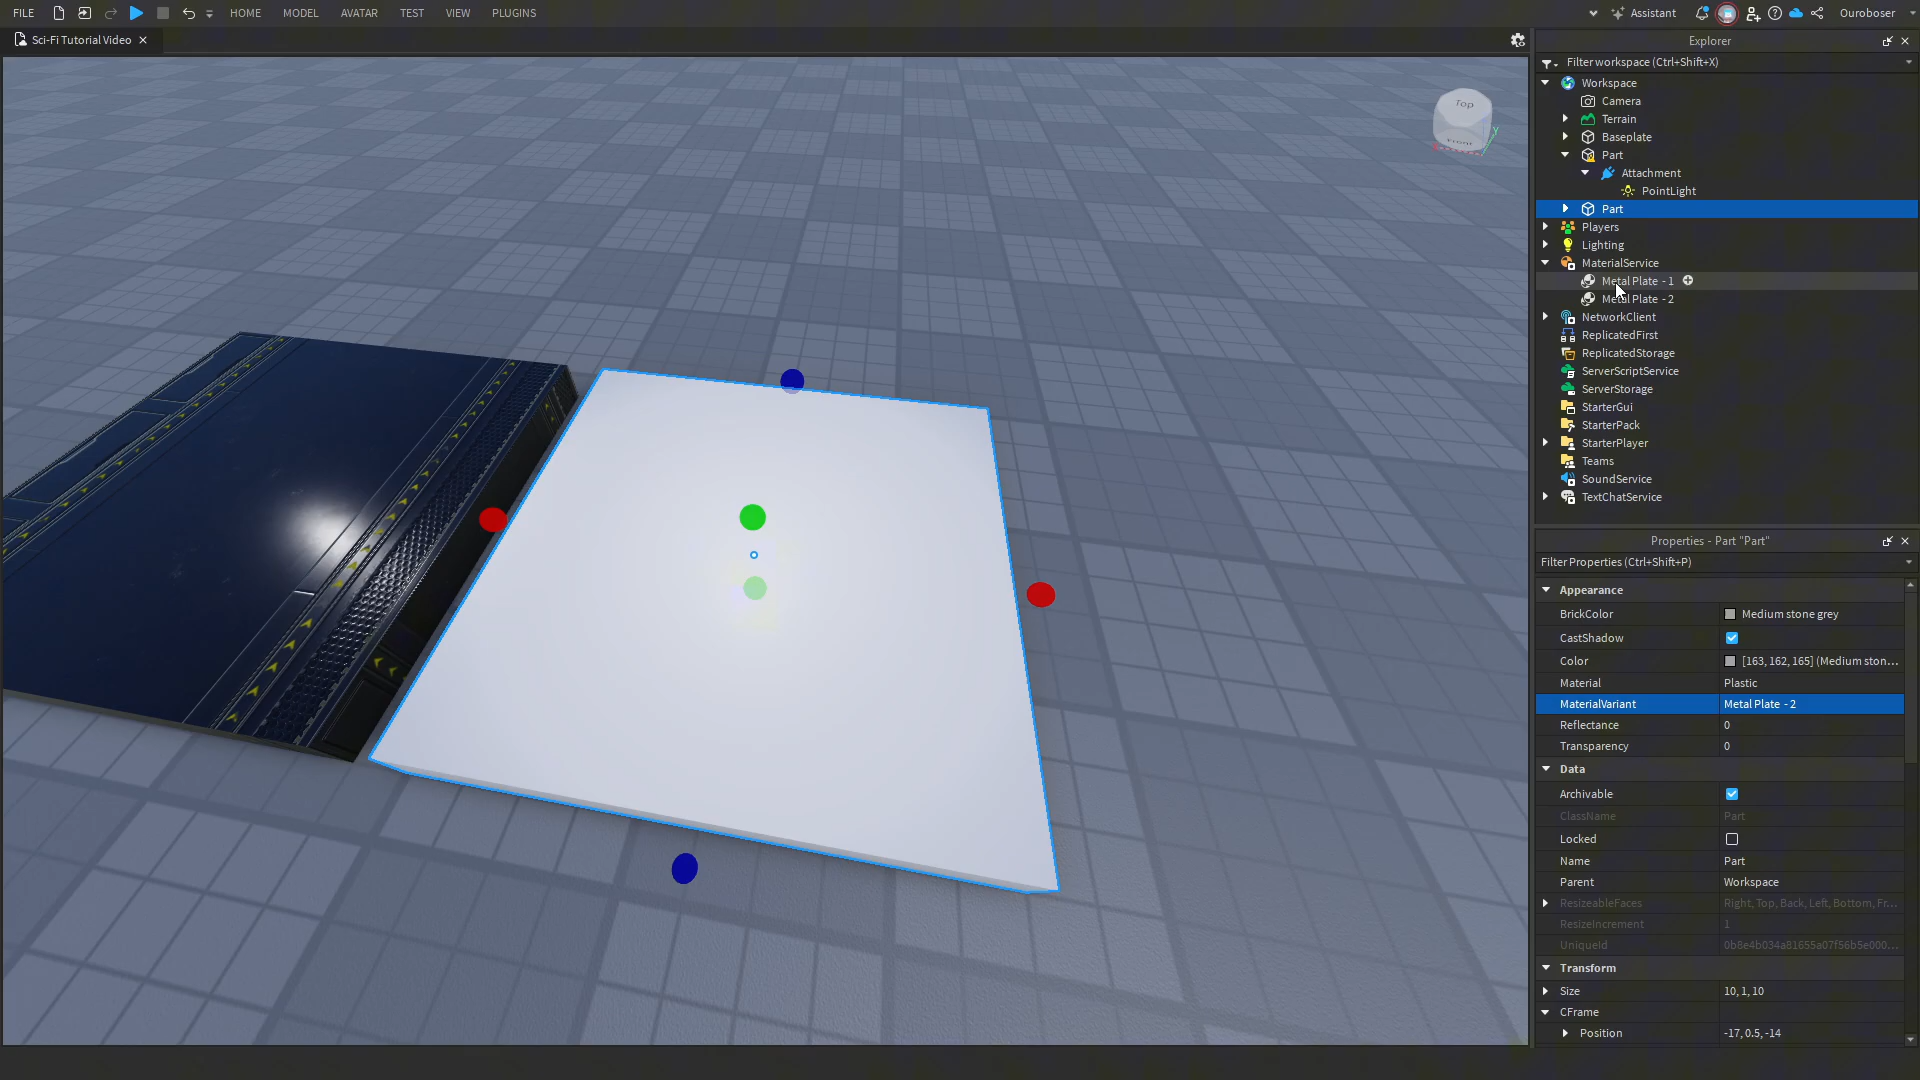 FILE HOME MODEL AVATAR TEST VIEW PLUGINS Assistant Ouroboser
Sci-Fi Tutorial Video
Top
Front
y
Explorer
Filter workspace (Ctrl+Shift+X)
Workspace
Camera
Terrain
Baseplate
Part
Attachment
PointLight
Part
Players
Lighting
MaterialService
Metal Plate - 1
Metal Plate - 2
NetworkClient
ReplicatedFirst
ReplicatedStorage
ServerScriptService
ServerStorage
StarterGui
StarterPack
StarterPlayer
Teams
SoundService
TextChatService
Properties - Part "Part"
Filter Properties (Ctrl+Shift+P)
Appearance
BrickColor Medium stone grey
CastShadow
Color [163, 162, 165] (Medium ston...
Material Plastic
MaterialVariant Metal Plate - 2
Reflectance 0
Transparency 0
Data
Archivable
ClassName Part
Locked
Name Part
Parent Workspace
ResizeableFaces Right, Top, Back, Left, Bottom, Fr...
ResizeIncrement 1
UniqueId 0b8e4b034a81655a07f56b5e000...
Transform
Size 10, 1, 10
CFrame
Position -17, 0.5, -14